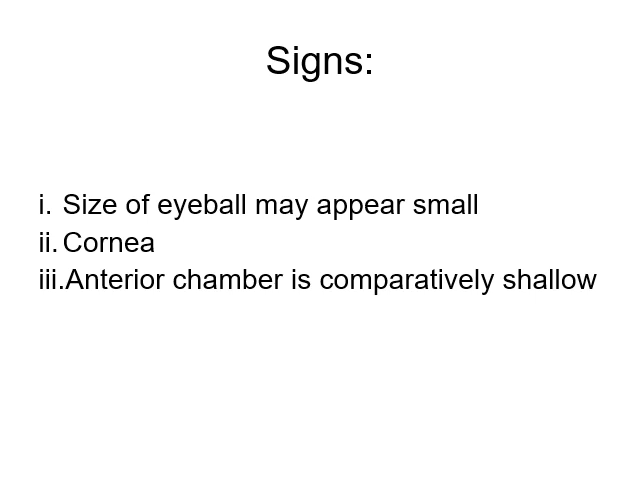 Signs:
i. Size of eyeball may appear small
ii. Cornea
iii.Anterior chamber is comparatively shallow